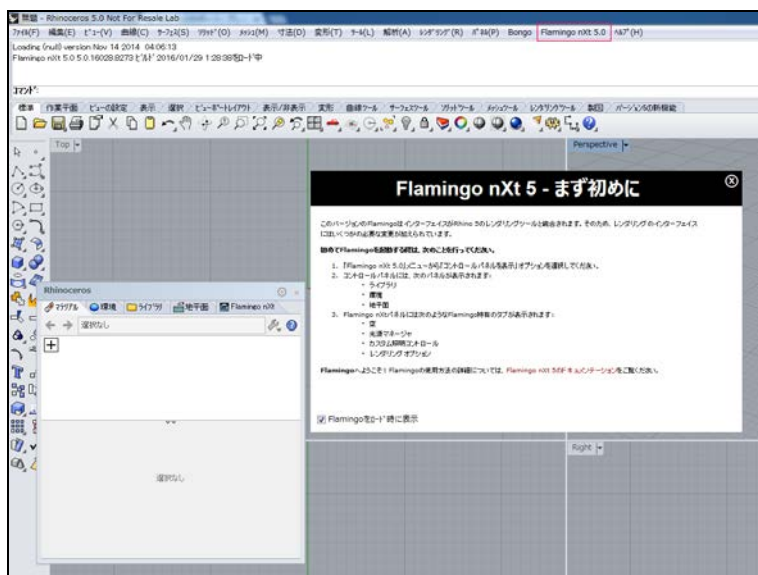 無題 - Rhinoceros 5.0 Not For Resale Lab
ﾌｧｲﾙ(F) 編集(E) ﾋﾞｭｰ(V) 曲線(C) ｻｰﾌｪｽ(S) ｿﾘｯﾄﾞ(O) ﾒｯｼｭ(M) 寸法(D) 変形(T) ﾂｰﾙ(L) 解析(A) ﾚﾝﾀﾞﾘﾝｸﾞ(R) ﾊﾟﾈﾙ(P) Bongo Flamingo nXt 5.0 ﾍﾙﾌﾟ(H)
Loading (null) version Nov 14 2014 04:06:13
Flamingo nXt 5.0 5.0.16028.8273 ﾋﾞﾙﾄﾞ 2016/01/29 1:28:38をﾛｰﾄﾞ中
ｺﾏﾝﾄﾞ:
標準 作業平面 ビューの設定 表示 選択 ビューポートレイアウト 表示/非表示 変形 曲線ツール サーフェスツール ソリッドツール メッシュツール レンダリングツール 製図 バージョン5の新機能
Top
Perspective
Flamingo nXt 5 - まず初めに
このバージョンのFlamingoはインターフェイスがRhino 5のレンダリングツールと統合されます。そのため、レンダリングのインターフェイス
にはいくつかの必要な変更が加えられています。
初めてFlamingoを起動する際は、次のことを行ってください。
1. 「Flamingo nXt 5.0」メニューから「コントロールパネルを表示」オプションを選択してください。
2. コントロールパネルには、次のパネルが表示されます:
・ ライブラリ
・ 環境
・ 地平面
3. Flamingo nXtパネルには次のようなFlamingo特有のタブが表示されます:
・ 空
・ 光源マネージャ
・ カスタム照明コントロール
・ レンダリング オプション
Flamingoへようこそ！Flamingoの使用方法の詳細については、Flamingo nXt 5のドキュメンテーションをご覧ください。
Flamingoをﾛｰﾄﾞ時に表示
Rhinoceros
マテリアル 環境 ライブラリ 地平面 Flamingo nXt
選択なし
選択なし
Right